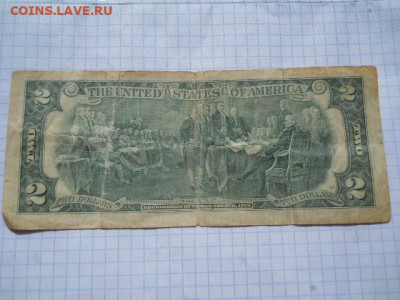 COINS.LAVE.RU
2 THE UNITED STATES OF AMERICA 2
TWO TWO
2 2
TWO DOLLARS TWO DOLLARS